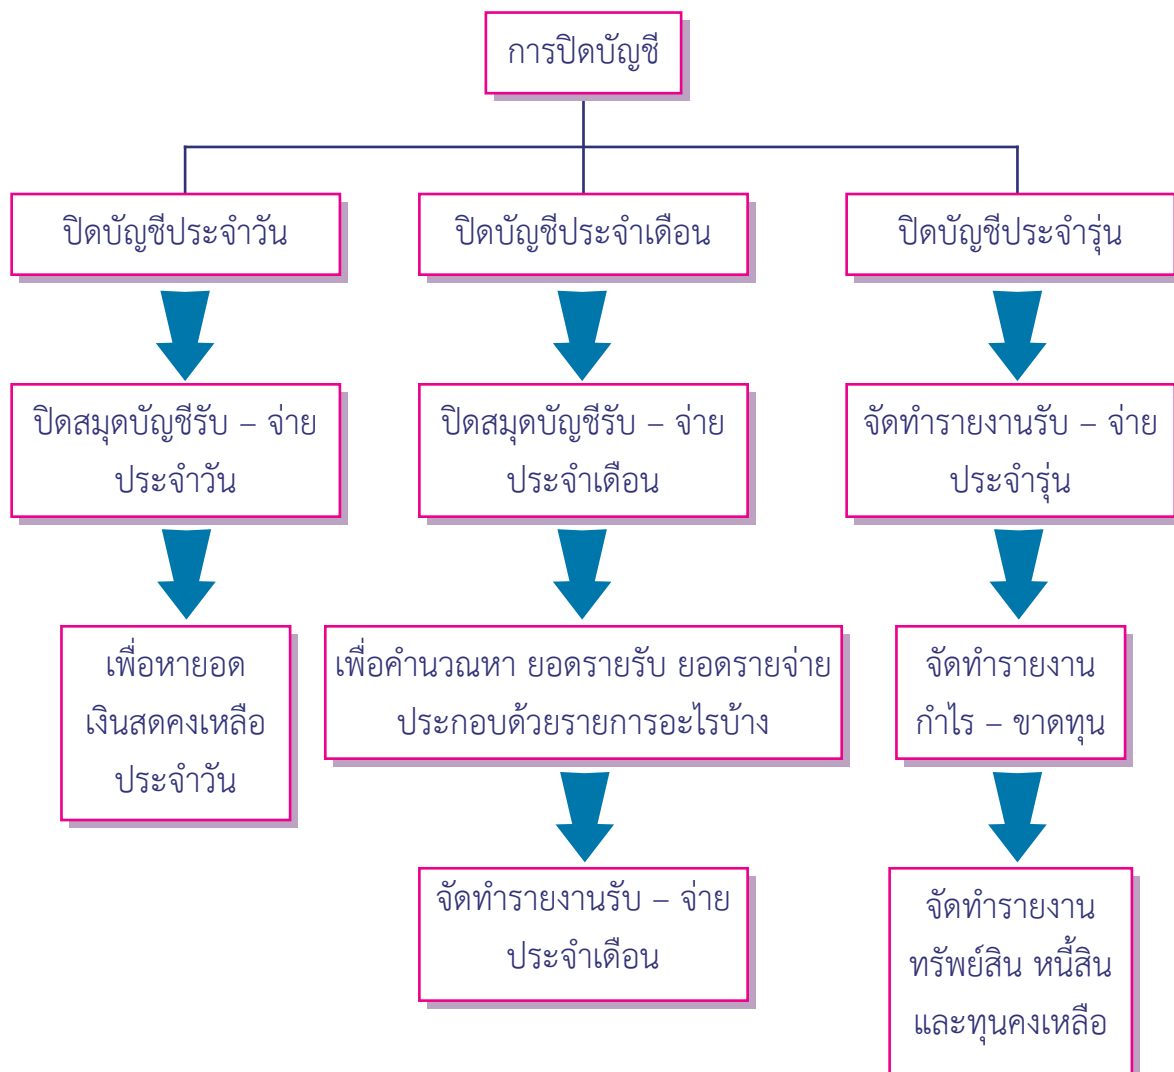 การปิดบัญชี
ปิดบัญชีประจำวัน
ปิดบัญชีประจำเดือน
ปิดบัญชีประจำรุ่น
ปิดสมุดบัญชีรับ – จ่าย
ประจำวัน
ปิดสมุดบัญชีรับ – จ่าย
ประจำเดือน
จัดทำรายงานรับ – จ่าย
ประจำรุ่น
เพื่อหายอด
เงินสดคงเหลือ
ประจำวัน
เพื่อคำนวณหา ยอดรายรับ ยอดรายจ่าย
ประกอบด้วยรายการอะไรบ้าง
จัดทำรายงาน
กำไร – ขาดทุน
จัดทำรายงานรับ – จ่าย
ประจำเดือน
จัดทำรายงาน
ทรัพย์สิน หนี้สิน
และทุนคงเหลือ